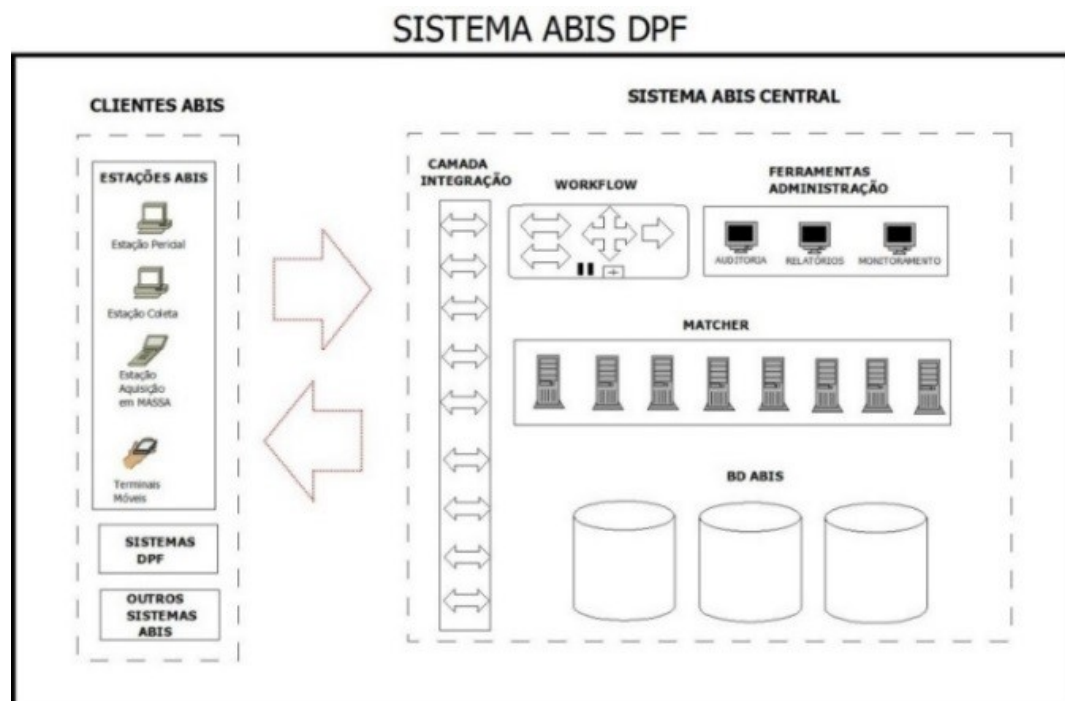 SISTEMA ABIS DPF
CLIENTES ABIS
ESTAÇÕES ABIS
Estação Pericial
Estação Coleta
Estação
Aquisição
em MASSA
Terminais
Móveis
SISTEMAS
DPF
OUTROS
SISTEMAS
ABIS
SISTEMA ABIS CENTRAL
CAMADA
INTEGRAÇÃO
WORKFLOW
FERRAMENTAS
ADMINISTRAÇÃO
AUDITORIA
RELATÓRIOS
MONITORAMENTO
MATCHER
BD ABIS